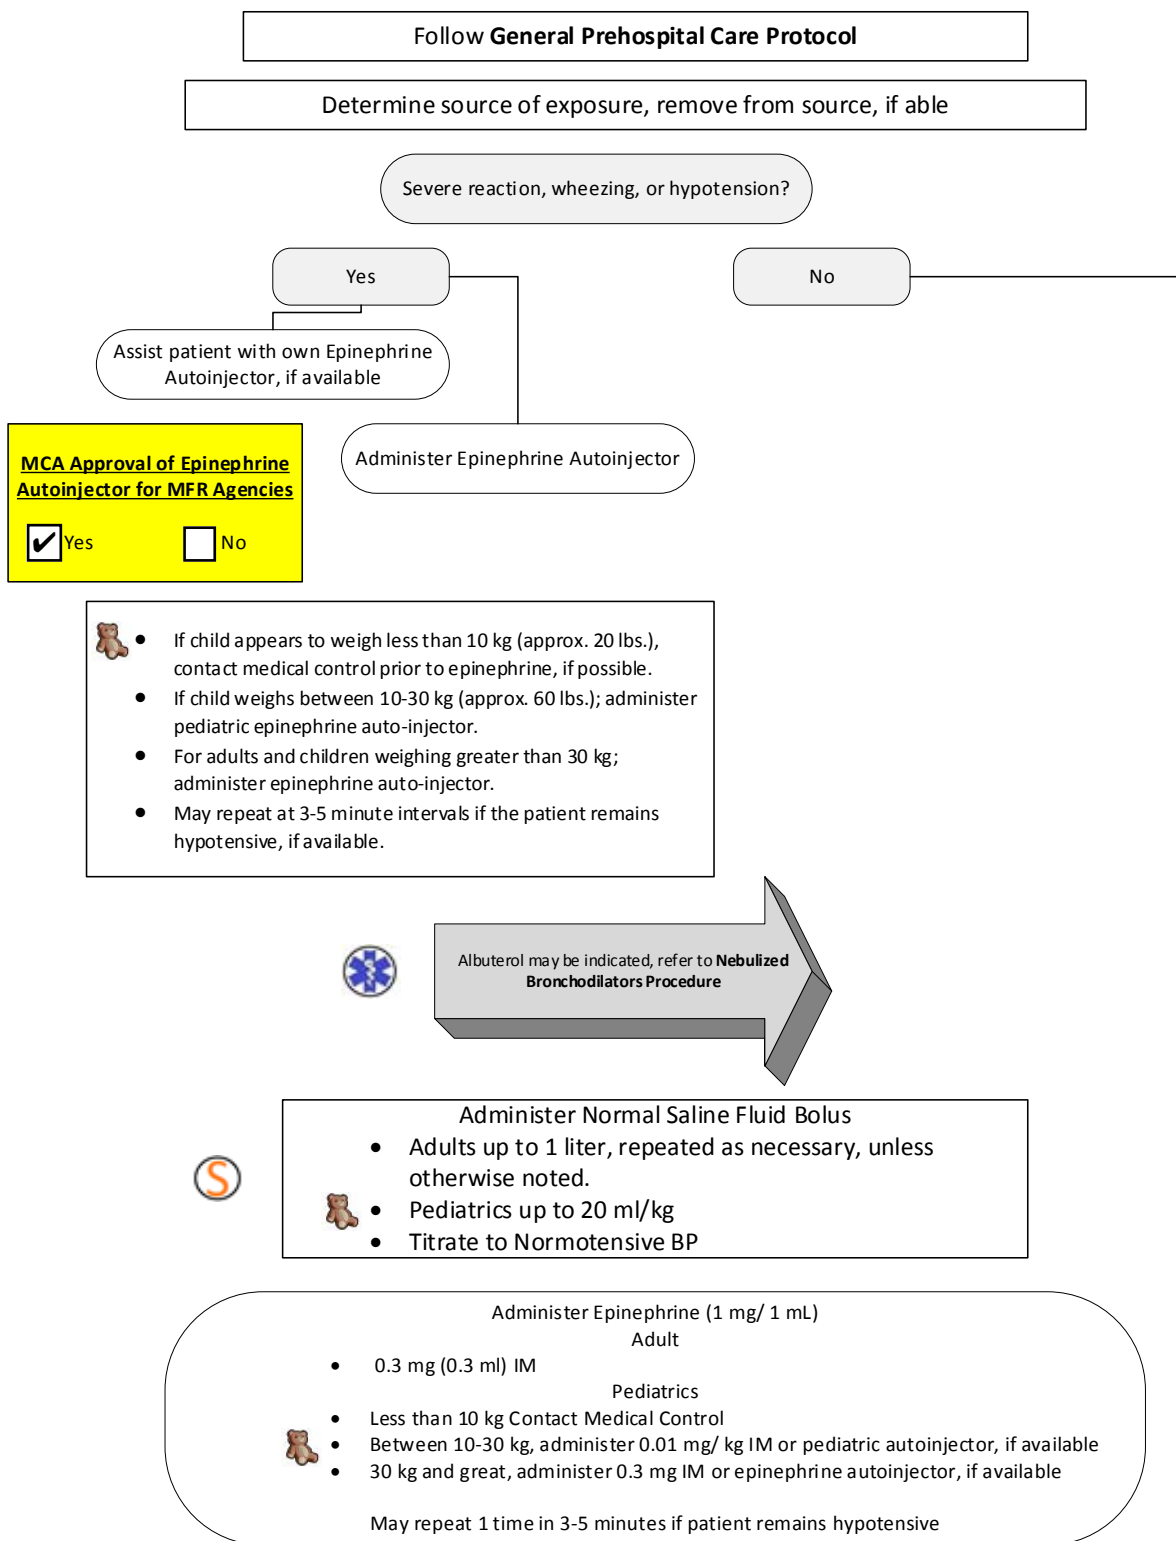 Follow General Prehospital Care Protocol
Determine source of exposure, remove from source, if able
Severe reaction, wheezing, or hypotension?
Yes
No
Assist patient with own Epinephrine
Autoinjector, if available
Administer Epinephrine Autoinjector
MCA Approval of Epinephrine
Autoinjector for MFR Agencies
✔ Yes No
• If child appears to weigh less than 10 kg (approx. 20 lbs.),
contact medical control prior to epinephrine, if possible.
• If child weighs between 10-30 kg (approx. 60 lbs.); administer
pediatric epinephrine auto-injector.
• For adults and children weighing greater than 30 kg;
administer epinephrine auto-injector.
• May repeat at 3-5 minute intervals if the patient remains
hypotensive, if available.
Albuterol may be indicated, refer to Nebulized
Bronchodilators Procedure
S
Administer Normal Saline Fluid Bolus
• Adults up to 1 liter, repeated as necessary, unless
otherwise noted.
• Pediatrics up to 20 ml/kg
• Titrate to Normotensive BP
Administer Epinephrine (1 mg/ 1 mL)
Adult
• 0.3 mg (0.3 ml) IM
Pediatrics
• Less than 10 kg Contact Medical Control
• Between 10-30 kg, administer 0.01 mg/ kg IM or pediatric autoinjector, if available
• 30 kg and great, administer 0.3 mg IM or epinephrine autoinjector, if available
May repeat 1 time in 3-5 minutes if patient remains hypotensive